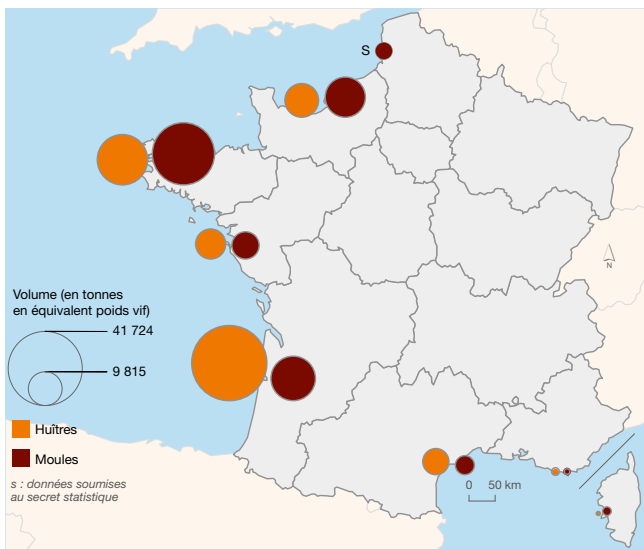 S
N
Volume (en tonnes
en équivalent poids vif)
41 724
9 815
Huîtres
Moules
s : données soumises
au secret statistique
0 50 km